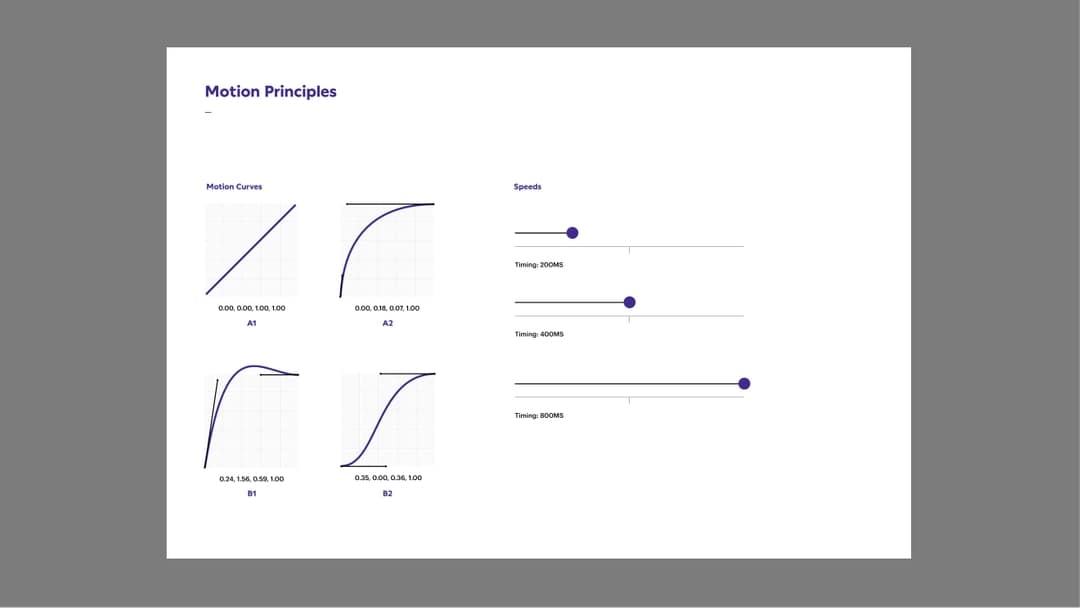 Motion Principles
–
Motion Curves
0.00, 0.00, 1.00, 1.00
A1
0.00, 0.18, 0.07, 1.00
A2
0.24, 1.56, 0.59, 1.00
B1
0.35, 0.00, 0.36, 1.00
B2
Speeds
Timing: 200MS
Timing: 400MS
Timing: 800MS